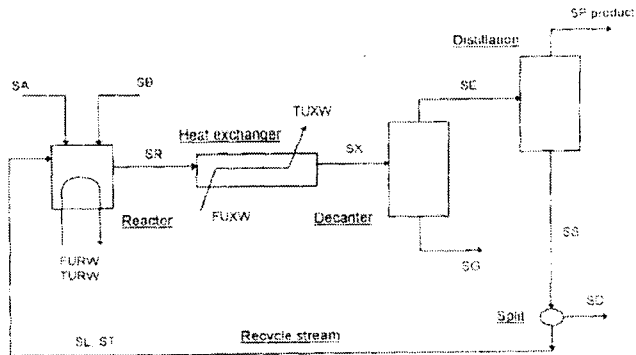 SP product
Distillation
SA
SB
SE
TUXW
Heat exchanger
SR
SX
Reactor
FUXW
Decanter
FURW
TURW
SG
SS
SD
Split
SL, ST
Recycle stream